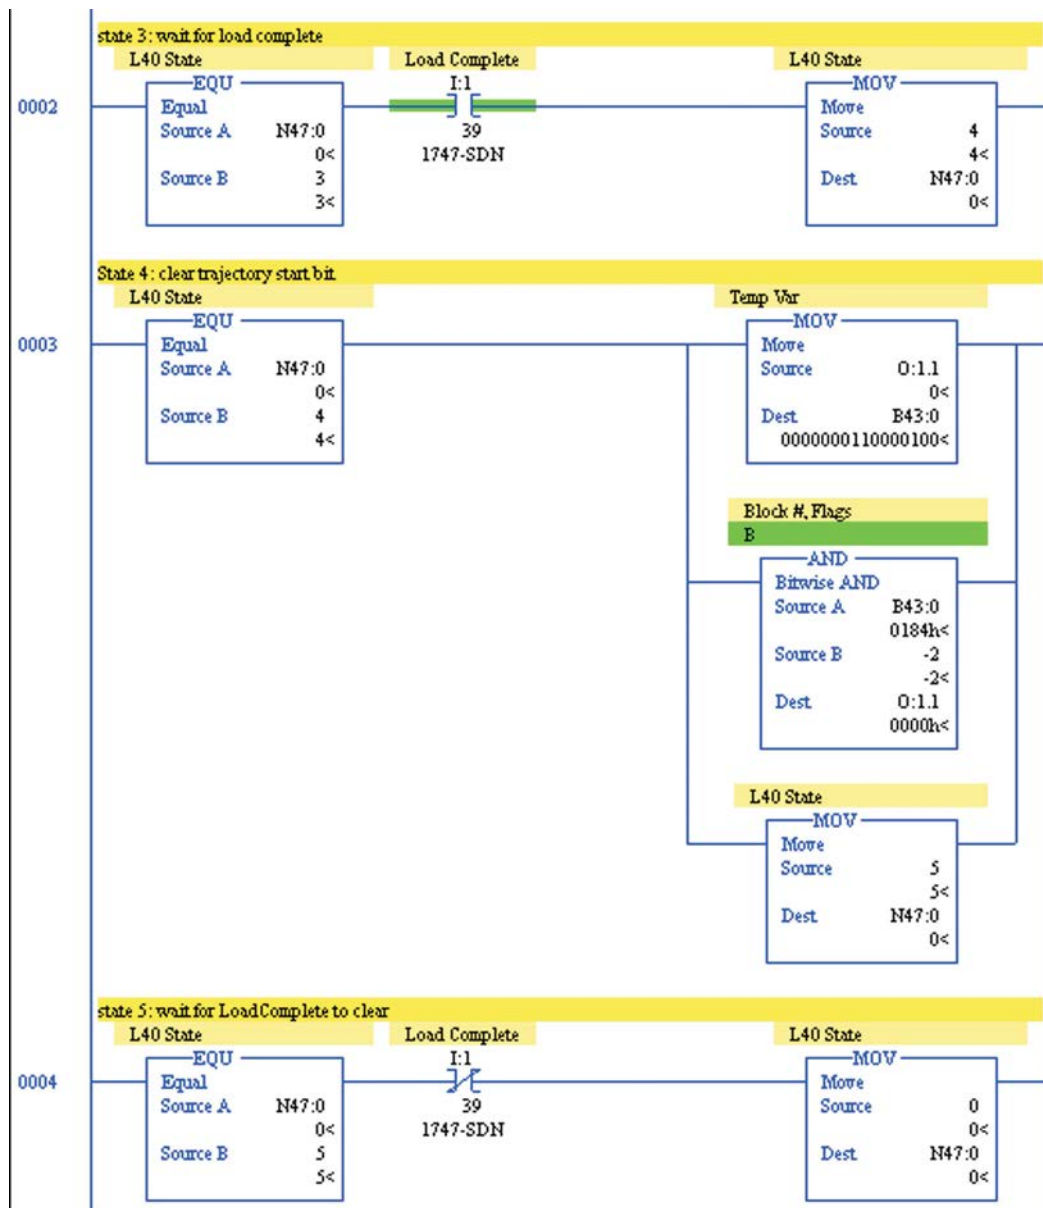 state 3: wait for load complete
L40 State
Load Complete
L40 State
0002
EQU
Equal
Source A N47:0
0<
Source B 3
3<
I:1
39
1747-SDN
MOV
Move
Source 4
4<
Dest N47:0
0<
State 4: clear trajectory start bit
L40 State
Temp Var
0003
EQU
Equal
Source A N47:0
0<
Source B 4
4<
MOV
Move
Source O:1.1
0<
Dest B43:0
0000000110000100<
Block #, Flags
B
AND
Bitwise AND
Source A B43:0
0184h<
Source B -2
-2<
Dest O:1.1
0000h<
L40 State
MOV
Move
Source 5
5<
Dest N47:0
0<
state 5: wait for LoadComplete to clear
L40 State
Load Complete
L40 State
0004
EQU
Equal
Source A N47:0
0<
Source B 5
5<
I:1
39
1747-SDN
MOV
Move
Source 0
0<
Dest N47:0
0<